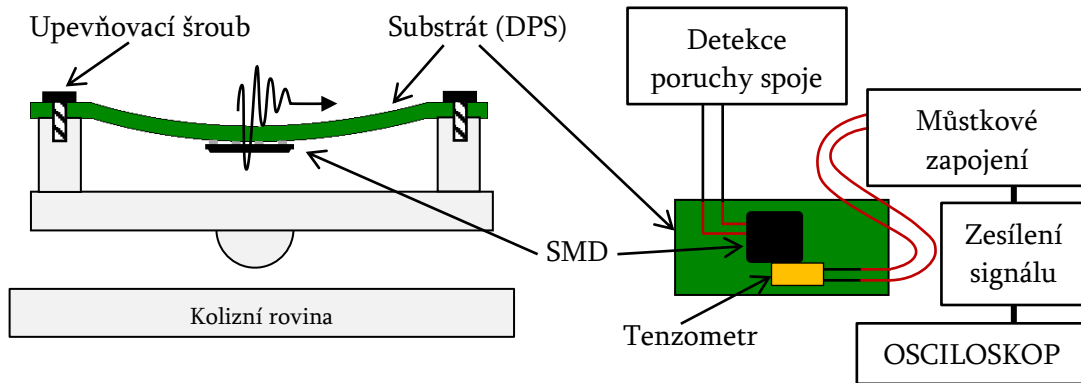 Upevňovací šroub
Substrát (DPS)
Detekce
poruchy spoje
Můstkové
zapojení
SMD
Zesílení
signálu
Kolizní rovina
Tenzometr
OSCILOSKOP